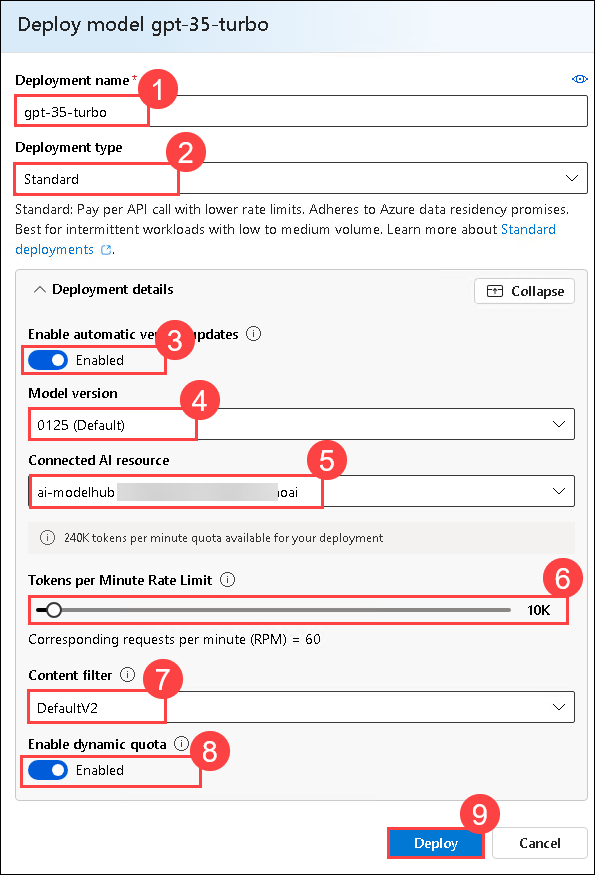 Deploy model gpt-35-turbo
Deployment name *
1
gpt-35-turbo
Deployment type
2
Standard
Standard: Pay per API call with lower rate limits. Adheres to Azure data residency promises.
Best for intermittent workloads with low to medium volume. Learn more about Standard
deployments.
Deployment details
Collapse
Enable automatic updates
3
Enabled
Model version
4
0125 (Default)
Connected AI resource
5
ai-modelhub
240K tokens per minute quota available for your deployment
Tokens per Minute Rate Limit
6
10K
Corresponding requests per minute (RPM) = 60
Content filter
7
DefaultV2
Enable dynamic quota
8
Enabled
9
Deploy Cancel